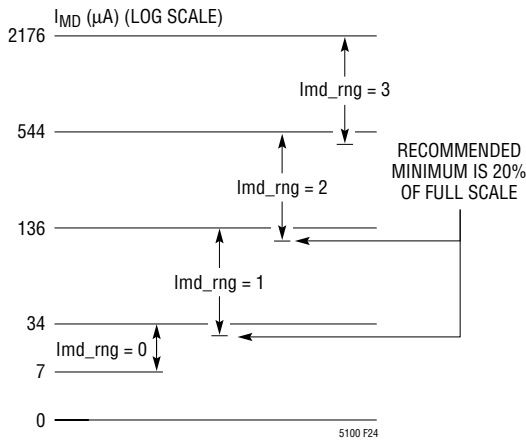 I_MD (µA) (LOG SCALE)
2176
Imd_rng = 3
544
RECOMMENDED
MINIMUM IS 20%
OF FULL SCALE
Imd_rng = 2
136
Imd_rng = 1
34
Imd_rng = 0
7
0
5100 F24